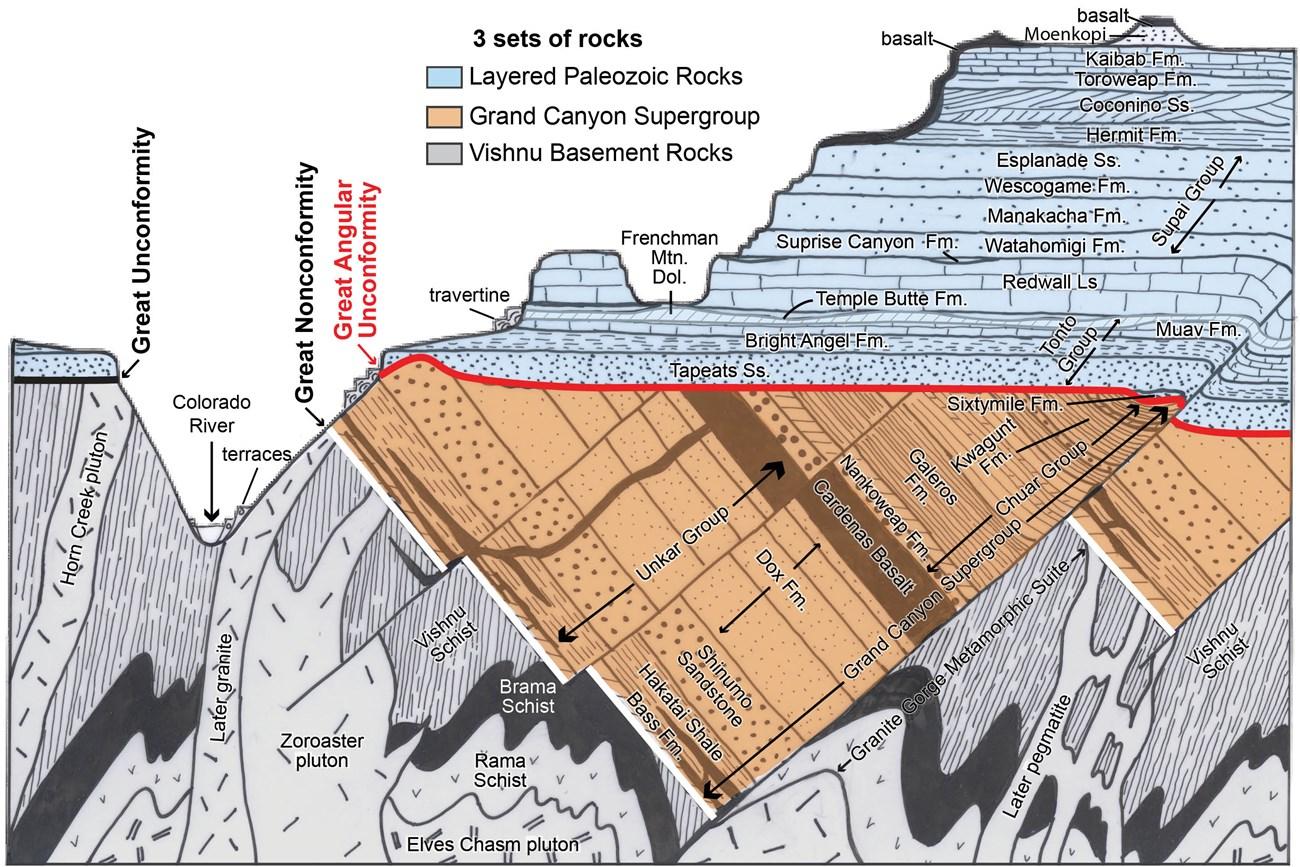 3 sets of rocks
Layered Paleozoic Rocks
Grand Canyon Supergroup
Vishnu Basement Rocks
basalt
Moenkopi
basalt
Kaibab Fm.
Toroweap Fm.
Coconino Ss.
Hermit Fm.
Esplanade Ss.
Wescogame Fm.
Manakacha Fm.
Supai Group
Suprise Canyon Fm.
Watahomigi Fm.
Redwall Ls
Frenchman
Mtn.
Dol.
Temple Butte Fm.
travertine
Muav Fm.
Tonto
Group
Bright Angel Fm.
Tapeats Ss.
Great Unconformity
Great Nonconformity
Great Angular
Unconformity
Colorado
River
terraces
Sixtymile Fm.
Kwagunt
Fm.
Galeros
Fm.
Chuar Group
Nankoweap Fm.
Cardenas Basalt
Unkar Group
Dox Fm.
Grand Canyon Supergroup
Shinumo
Sandstone
Hakatai Shale
Bass Fm.
Granite Gorge Metamorphic Suite
Horn Creek pluton
Later granite
Zoroaster
pluton
Vishnu
Schist
Brama
Schist
Rama
Schist
Elves Chasm pluton
Later pegmatite
Vishnu
Schist